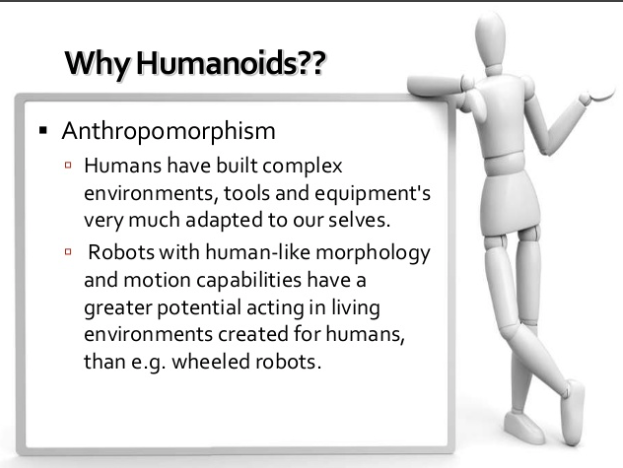 Why Humanoids??
▪ Anthropomorphism
▫ Humans have built complex
environments, tools and equipment's
very much adapted to our selves.
▫ Robots with human-like morphology
and motion capabilities have a
greater potential acting in living
environments created for humans,
than e.g. wheeled robots.